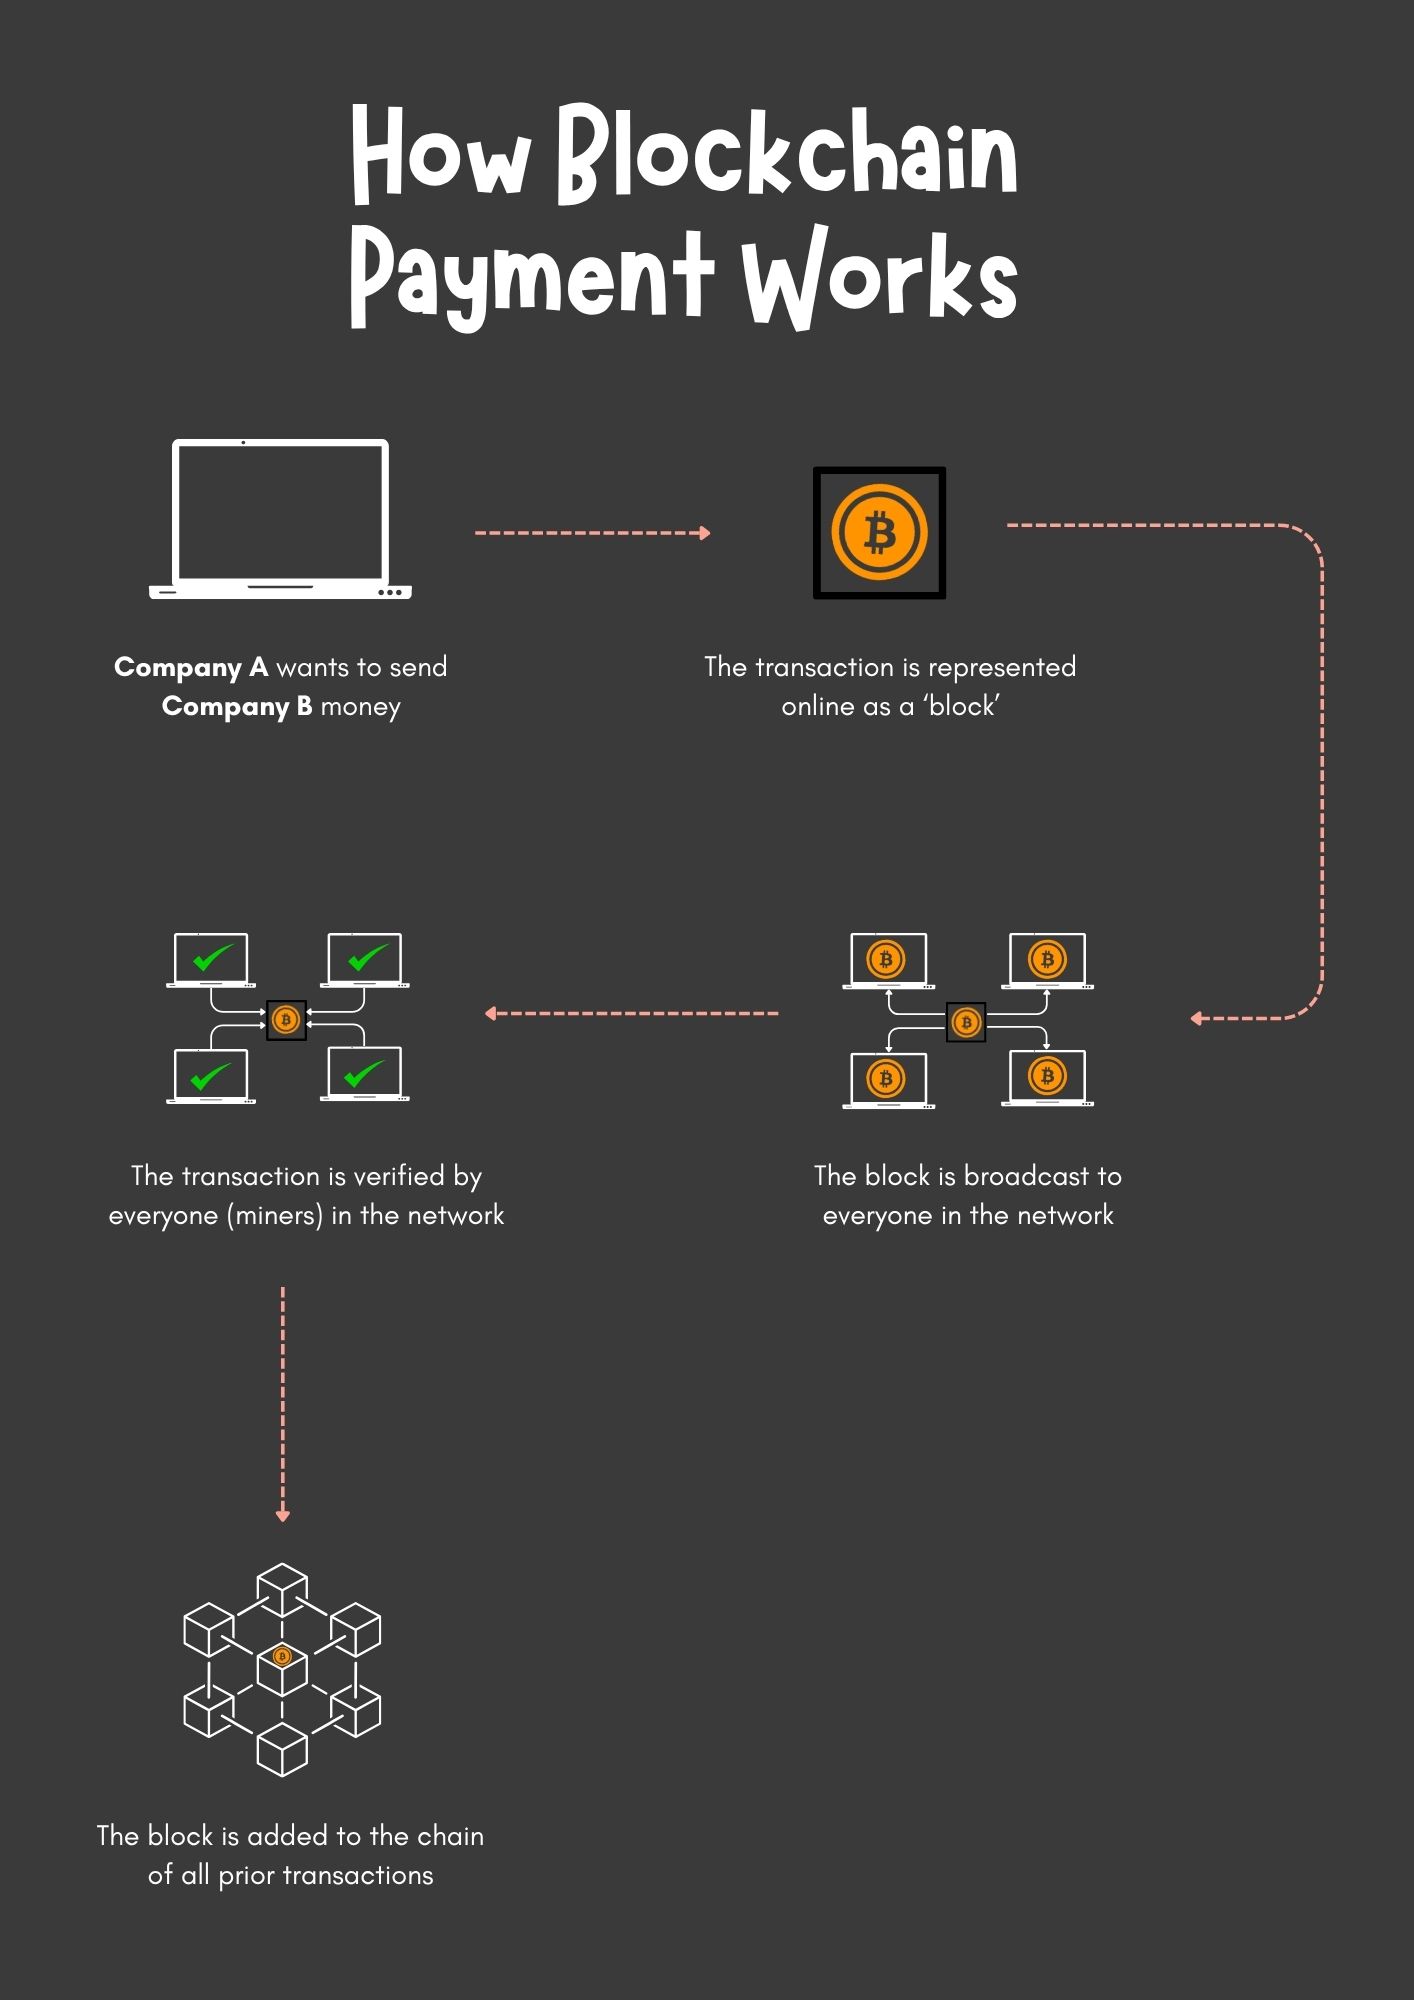 How Blockchain
Payment Works
Company A wants to send
Company B money
The transaction is represented
online as a ‘block’
The block is broadcast to
everyone in the network
The transaction is verified by
everyone (miners) in the network
The block is added to the chain
of all prior transactions